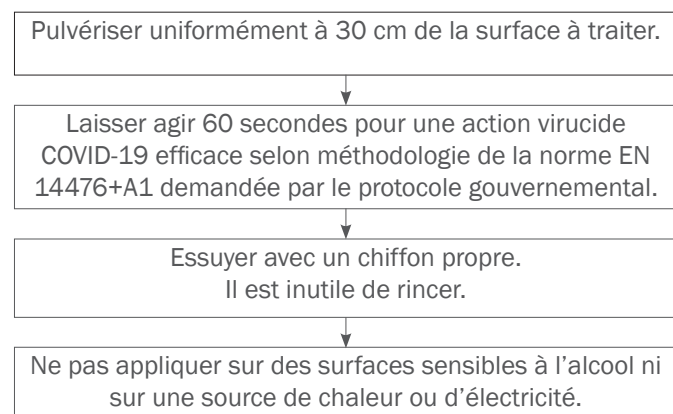 Pulvériser uniformément à 30 cm de la surface à traiter.
Laisser agir 60 secondes pour une action virucide
COVID-19 efficace selon méthodologie de la norme EN
14476+A1 demandée par le protocole gouvernemental.
Essuyer avec un chiffon propre.
Il est inutile de rincer.
Ne pas appliquer sur des surfaces sensibles à l’alcool ni
sur une source de chaleur ou d’électricité.